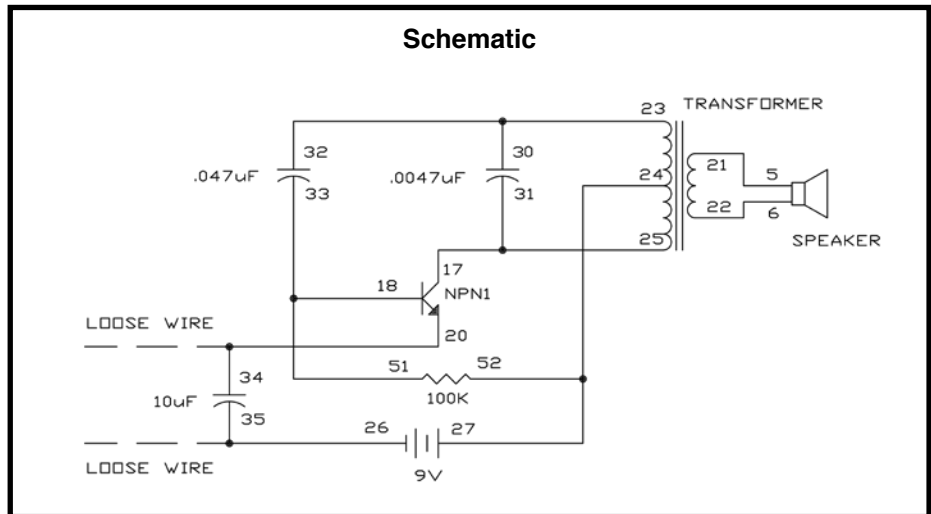 Schematic
23
TRANSFORMER
32
30
.047uF
33
.0047uF
31
24
21
5
22
6
25
SPEAKER
17
18
NPN1
20
LOOSE WIRE
51
52
34
100K
10uF
35
26
27
LOOSE WIRE
9V